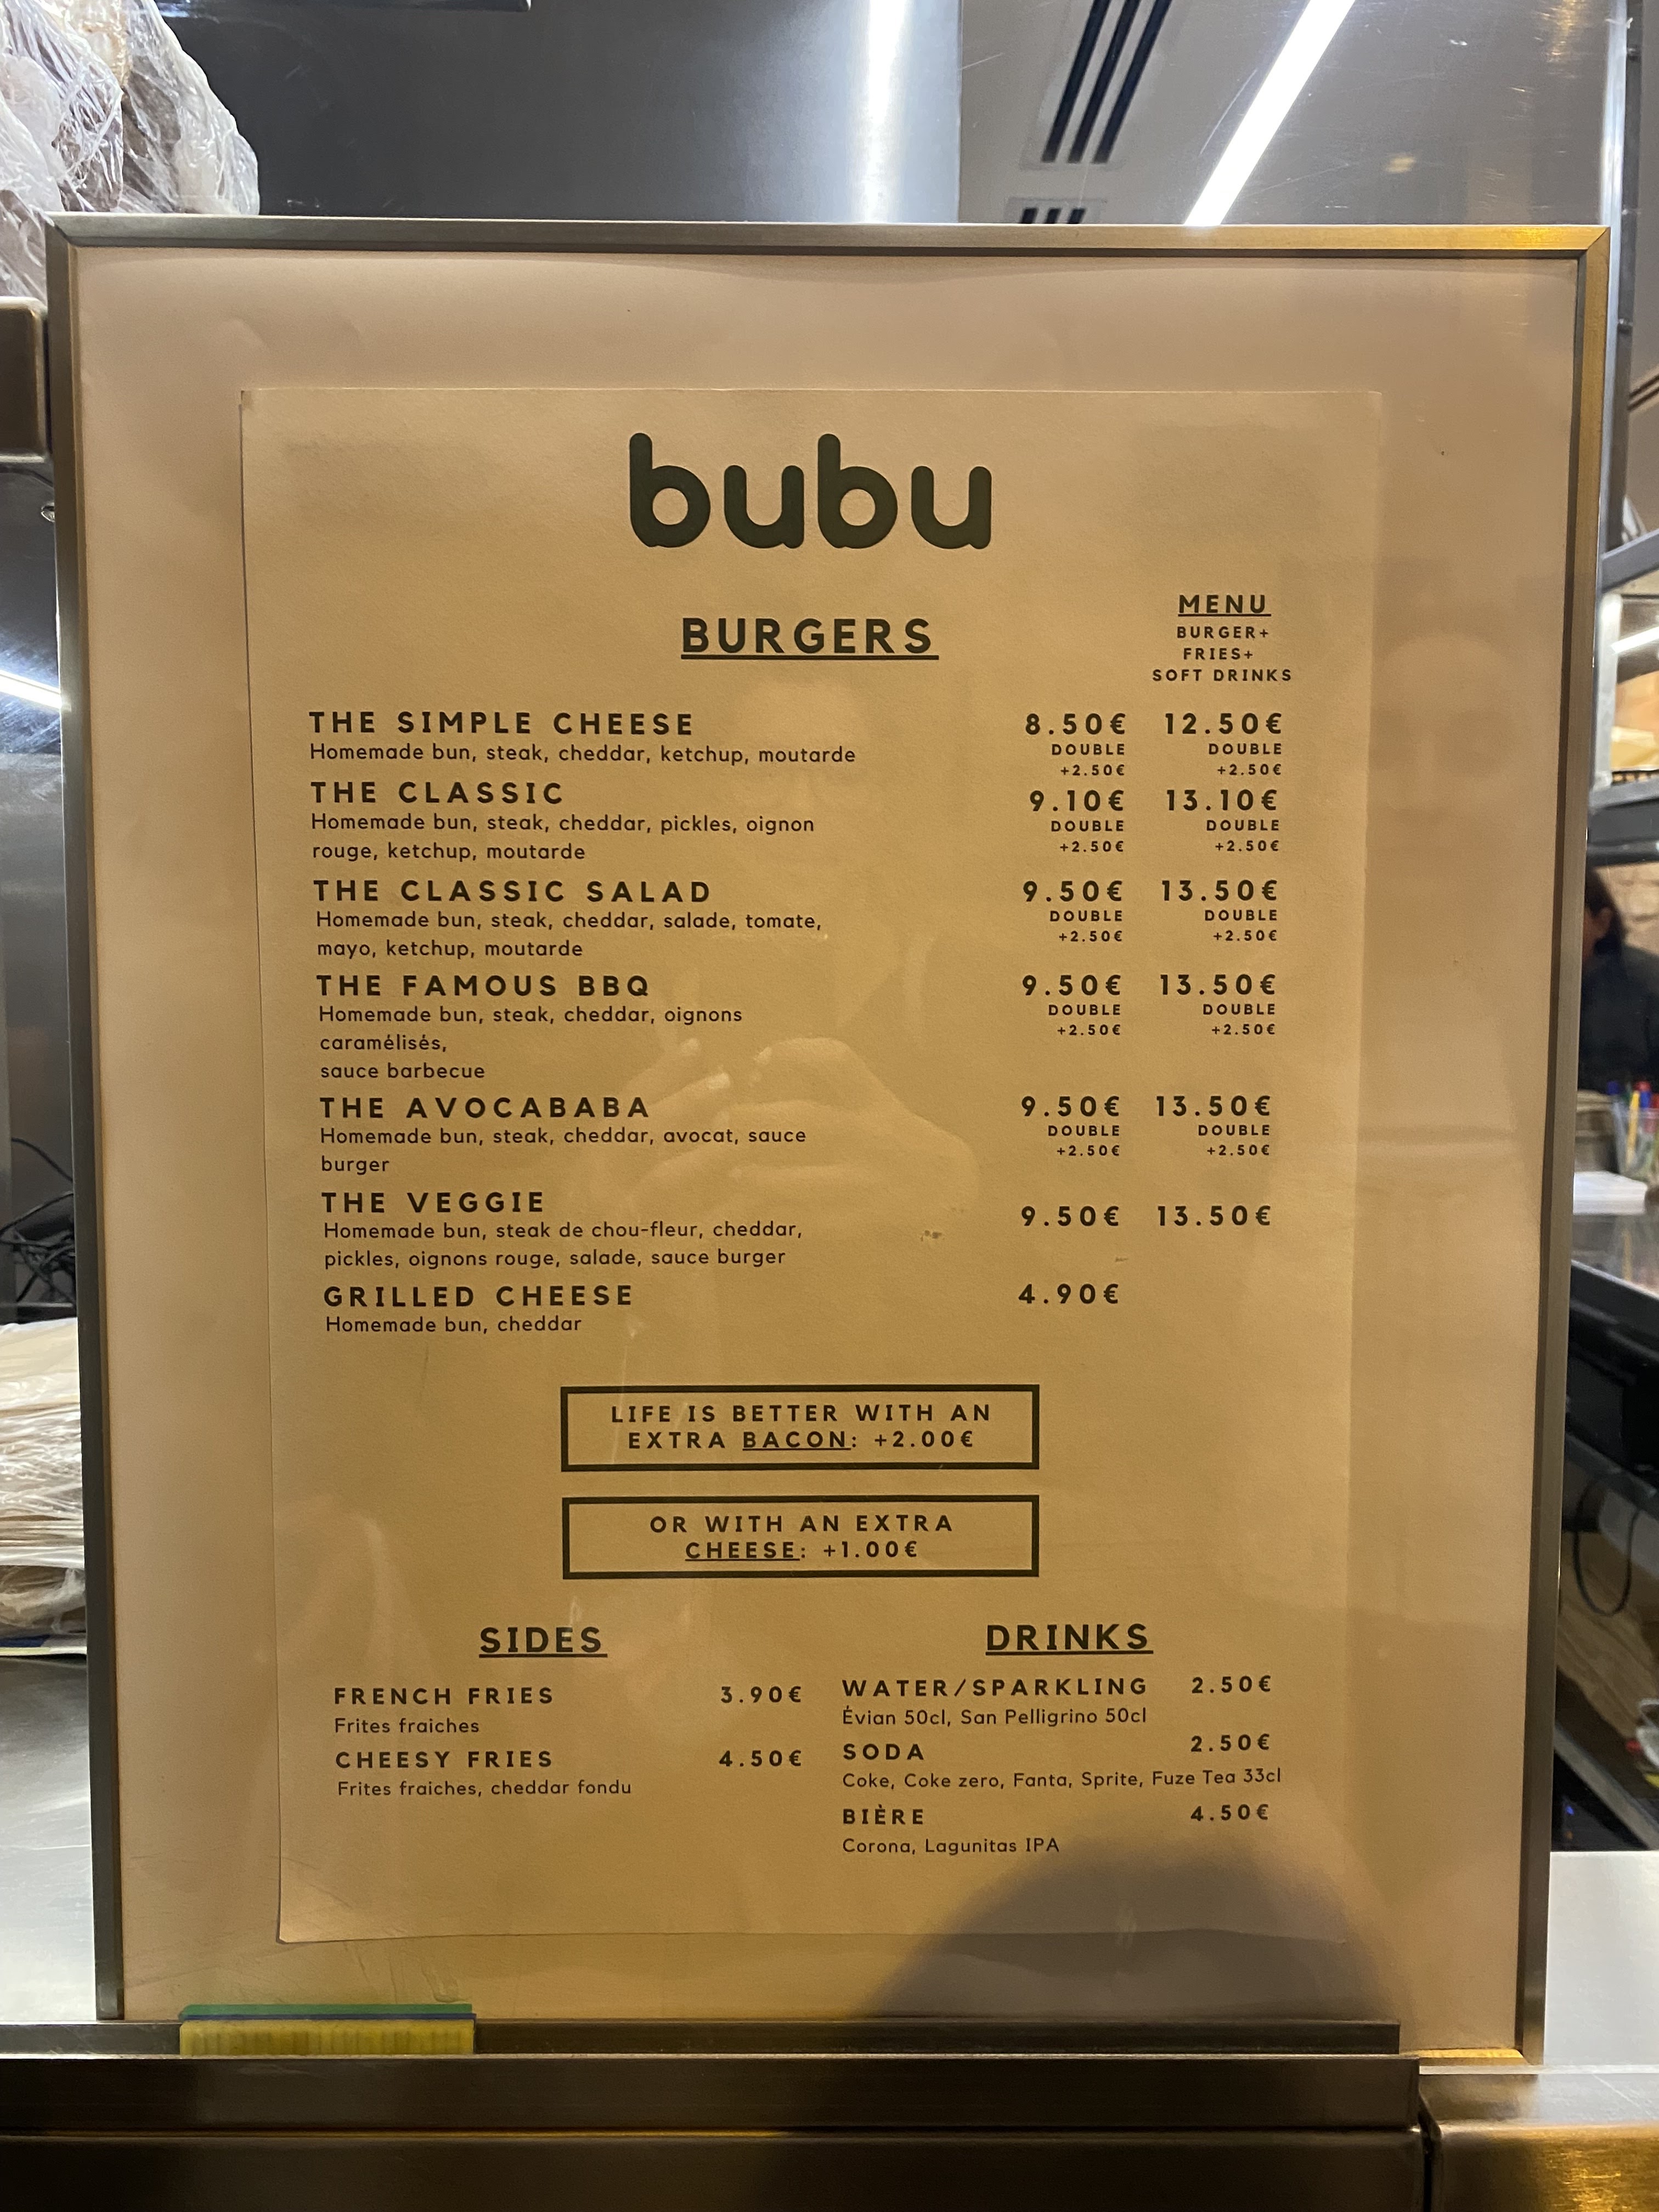 bubu
BURGERS
MENU
BURGER+
FRIES+
SOFT DRINKS
THE SIMPLE CHEESE 8.50€ 12.50€
Homemade bun, steak, cheddar, ketchup, moutarde DOUBLE DOUBLE
+2.50€ +2.50€
THE CLASSIC 9.10€ 13.10€
Homemade bun, steak, cheddar, pickles, oignon DOUBLE DOUBLE
rouge, ketchup, moutarde +2.50€ +2.50€
THE CLASSIC SALAD 9.50€ 13.50€
Homemade bun, steak, cheddar, salade, tomate, DOUBLE DOUBLE
mayo, ketchup, moutarde +2.50€ +2.50€
THE FAMOUS BBQ 9.50€ 13.50€
Homemade bun, steak, cheddar, oignons DOUBLE DOUBLE
caramélisés, +2.50€ +2.50€
sauce barbecue
THE AVOCABABA 9.50€ 13.50€
Homemade bun, steak, cheddar, avocat, sauce DOUBLE DOUBLE
burger +2.50€ +2.50€
THE VEGGIE 9.50€ 13.50€
Homemade bun, steak de chou-fleur, cheddar,
pickles, oignons rouge, salade, sauce burger
GRILLED CHEESE 4.90€
Homemade bun, cheddar
LIFE IS BETTER WITH AN
EXTRA BACON: +2.00€
OR WITH AN EXTRA
CHEESE: +1.00€
SIDES
FRENCH FRIES 3.90€
Frites fraiches
CHEESY FRIES 4.50€
Frites fraiches, cheddar fondu
DRINKS
WATER/SPARKLING 2.50€
Évian 50cl, San Pelligrino 50cl
SODA 2.50€
Coke, Coke zero, Fanta, Sprite, Fuze Tea 33cl
BIÈRE 4.50€
Corona, Lagunitas IPA